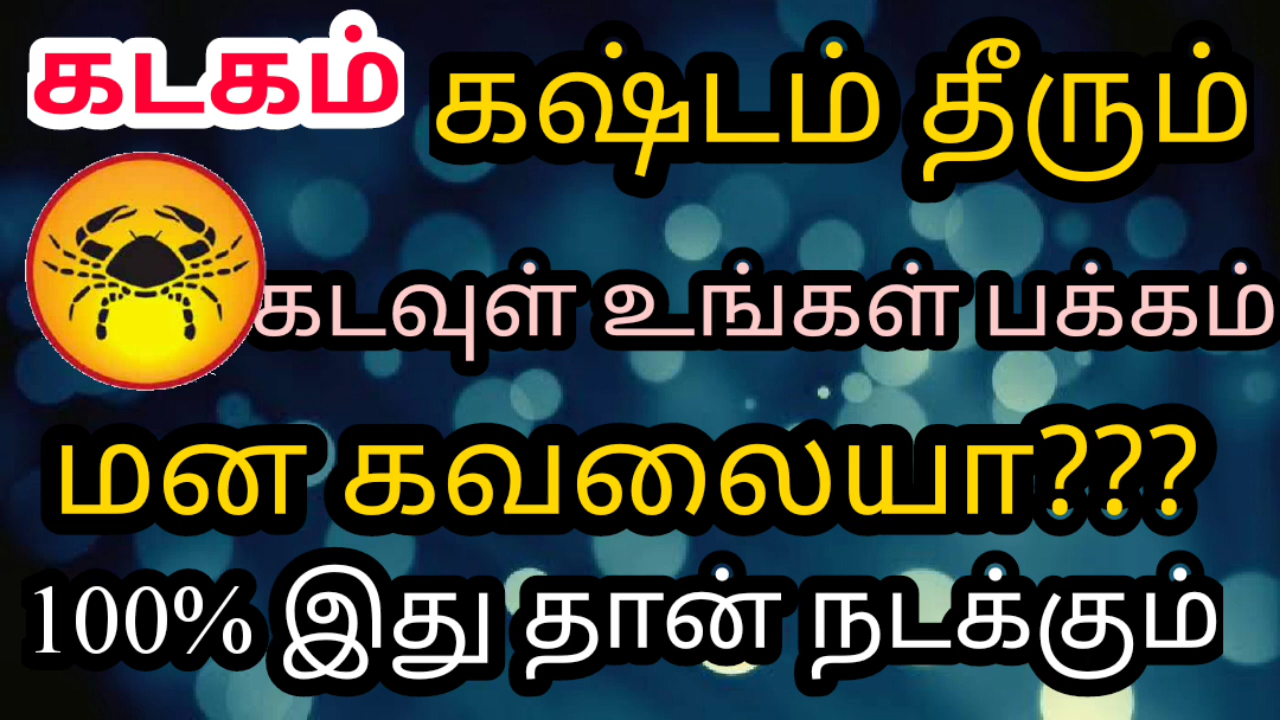 கடகம்
கஷ்டம் தீரும்
கடவுள் உங்கள் பக்கம்
மன கவலையா???
100% இது தான் நடக்கும்